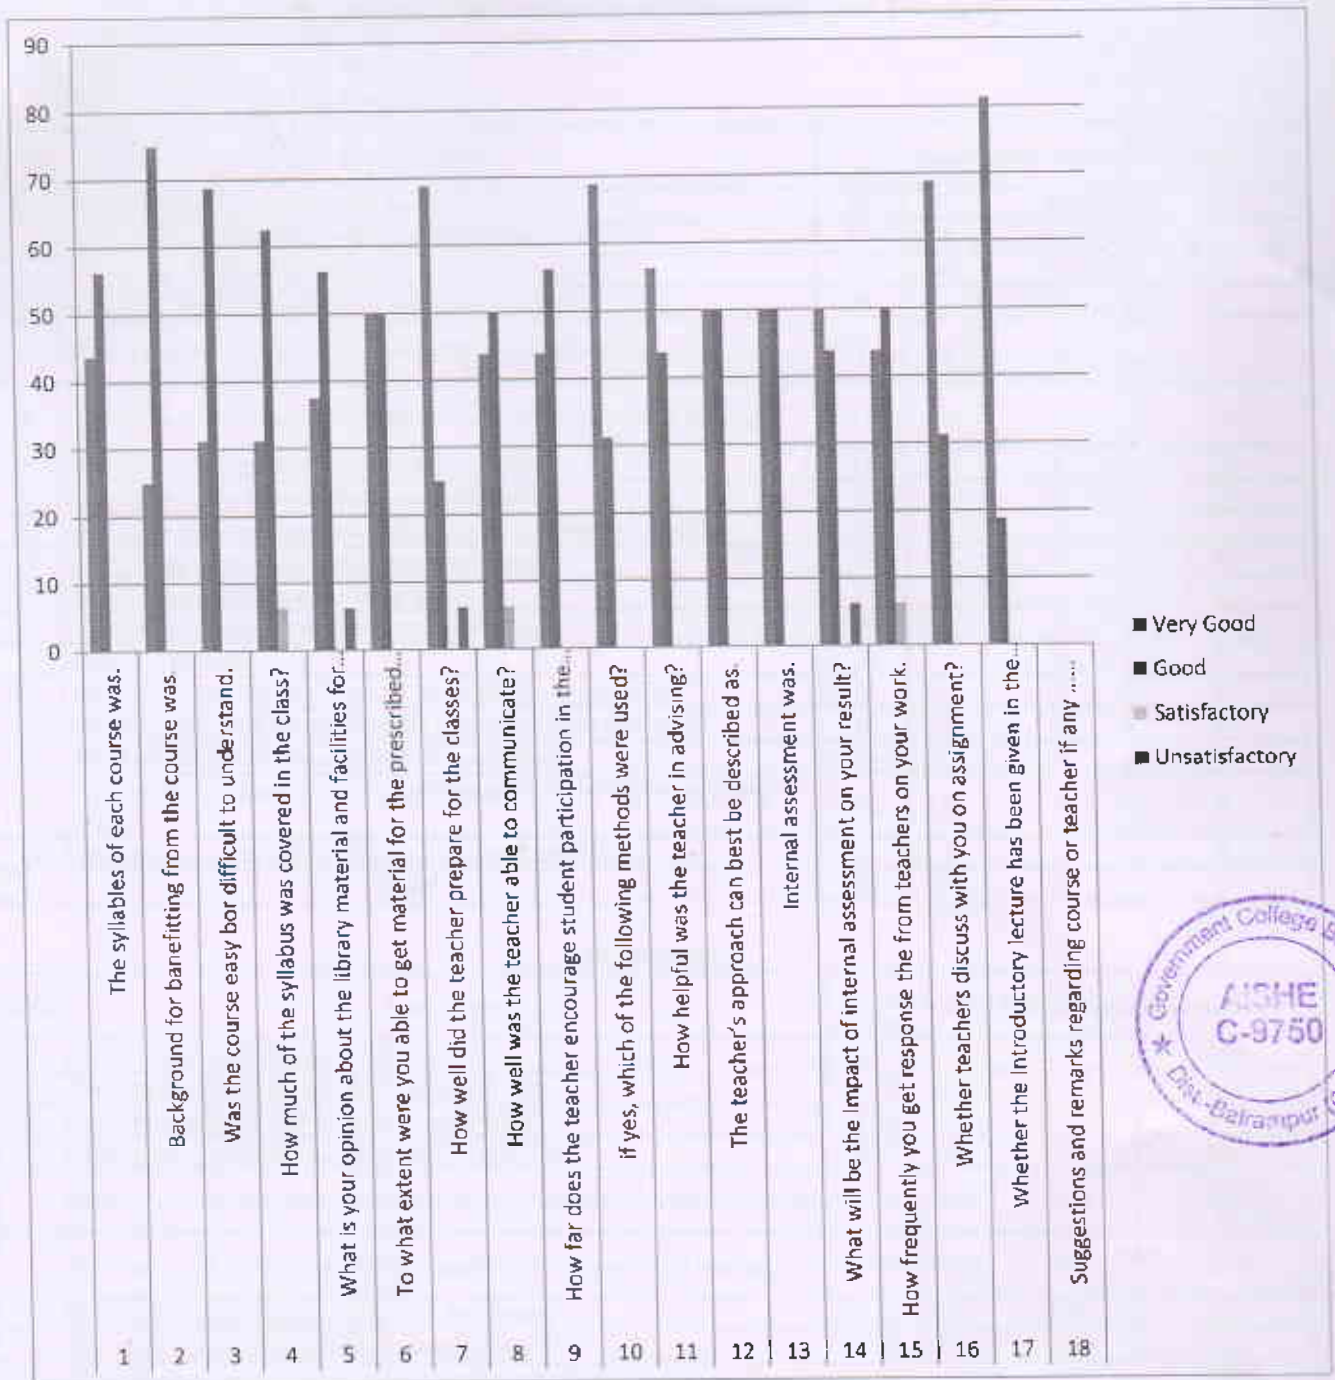 90
80
70
60
50
40
30
20
10
0
Very Good
Good
Satisfactory
Unsatisfactory
The syllables of each course was.
Background for banefitting from the course was.
Was the course easy bor difficult to understand.
How much of the syllabus was covered in the class?
What is your opinion about the library material and facilities for...
To what extent were you able to get material for the prescribed...
How well did the teacher prepare for the classes?
How well was the teacher able to communicate?
How far does the teacher encourage student participation in the...
if yes, which of the following methods were used?
How helpful was the teacher in advising?
The teacher's approach can best be described as.
Internal assessment was.
What will be the Impact of internal assessment on your result?
How frequently you get response the from teachers on your work.
Whether teachers discuss with you on assignment?
Whether the Introductory lecture has been given in the...
Suggestions and remarks regarding course or teacher if any .....
1 2 3 4 5 6 7 8 9 10 11 12 13 14 15 16 17 18
Government College
AISHE
C-9750
Dist.-Balrampur